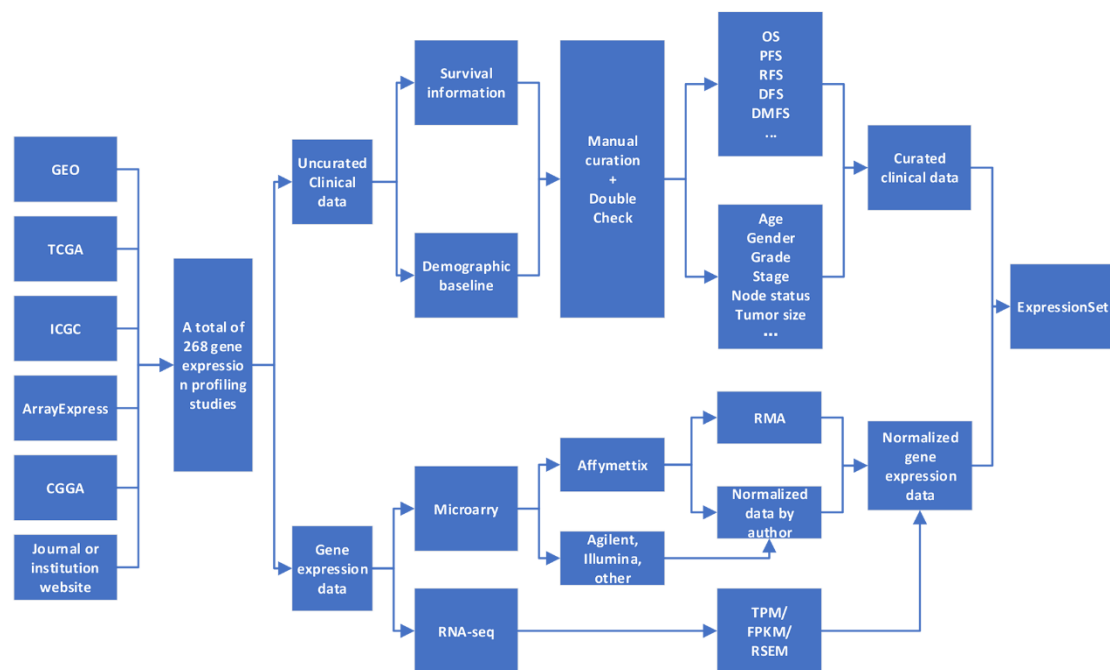 GEO
TCGA
ICGC
ArrayExpress
CGGA
Journal or
institution
website
A total of
268 gene
expressio
n profiling
studies
Uncurated
Clinical
data
Survival
information
Demographic
baseline
Manual
curation
+
Double
Check
OS
PFS
RFS
DFS
DMFS
...
Age
Gender
Grade
Stage
Node status
Tumor size
...
Curated
clinical data
ExpressionSet
Gene
expression
data
Microarry
RNA-seq
Affymettix
Agilent,
Illumina,
other
RMA
Normalized
data by
author
TPM/
FPKM/
RSEM
Normalized
gene
expression
data